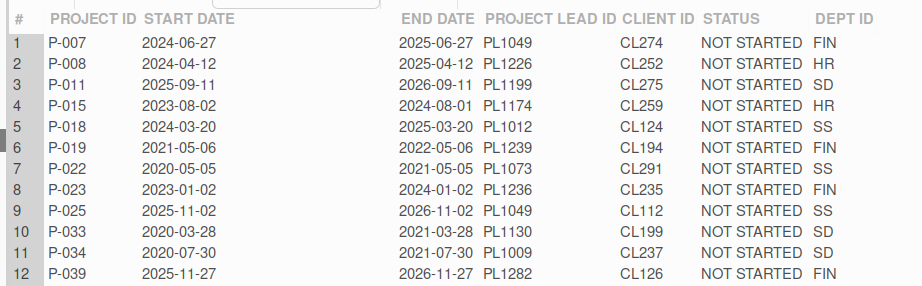 # PROJECT ID START DATE END DATE PROJECT LEAD ID CLIENT ID STATUS DEPT ID
1 P-007 2024-06-27 2025-06-27 PL1049 CL274 NOT STARTED FIN
2 P-008 2024-04-12 2025-04-12 PL1226 CL252 NOT STARTED HR
3 P-011 2025-09-11 2026-09-11 PL1199 CL275 NOT STARTED SD
4 P-015 2023-08-02 2024-08-01 PL1174 CL259 NOT STARTED HR
5 P-018 2024-03-20 2025-03-20 PL1012 CL124 NOT STARTED SS
6 P-019 2021-05-06 2022-05-06 PL1239 CL194 NOT STARTED FIN
7 P-022 2020-05-05 2021-05-05 PL1073 CL291 NOT STARTED SS
8 P-023 2023-01-02 2024-01-02 PL1236 CL235 NOT STARTED FIN
9 P-025 2025-11-02 2026-11-02 PL1049 CL112 NOT STARTED SS
10 P-033 2020-03-28 2021-03-28 PL1130 CL199 NOT STARTED SD
11 P-034 2020-07-30 2021-07-30 PL1009 CL237 NOT STARTED SD
12 P-039 2025-11-27 2026-11-27 PL1282 CL126 NOT STARTED FIN